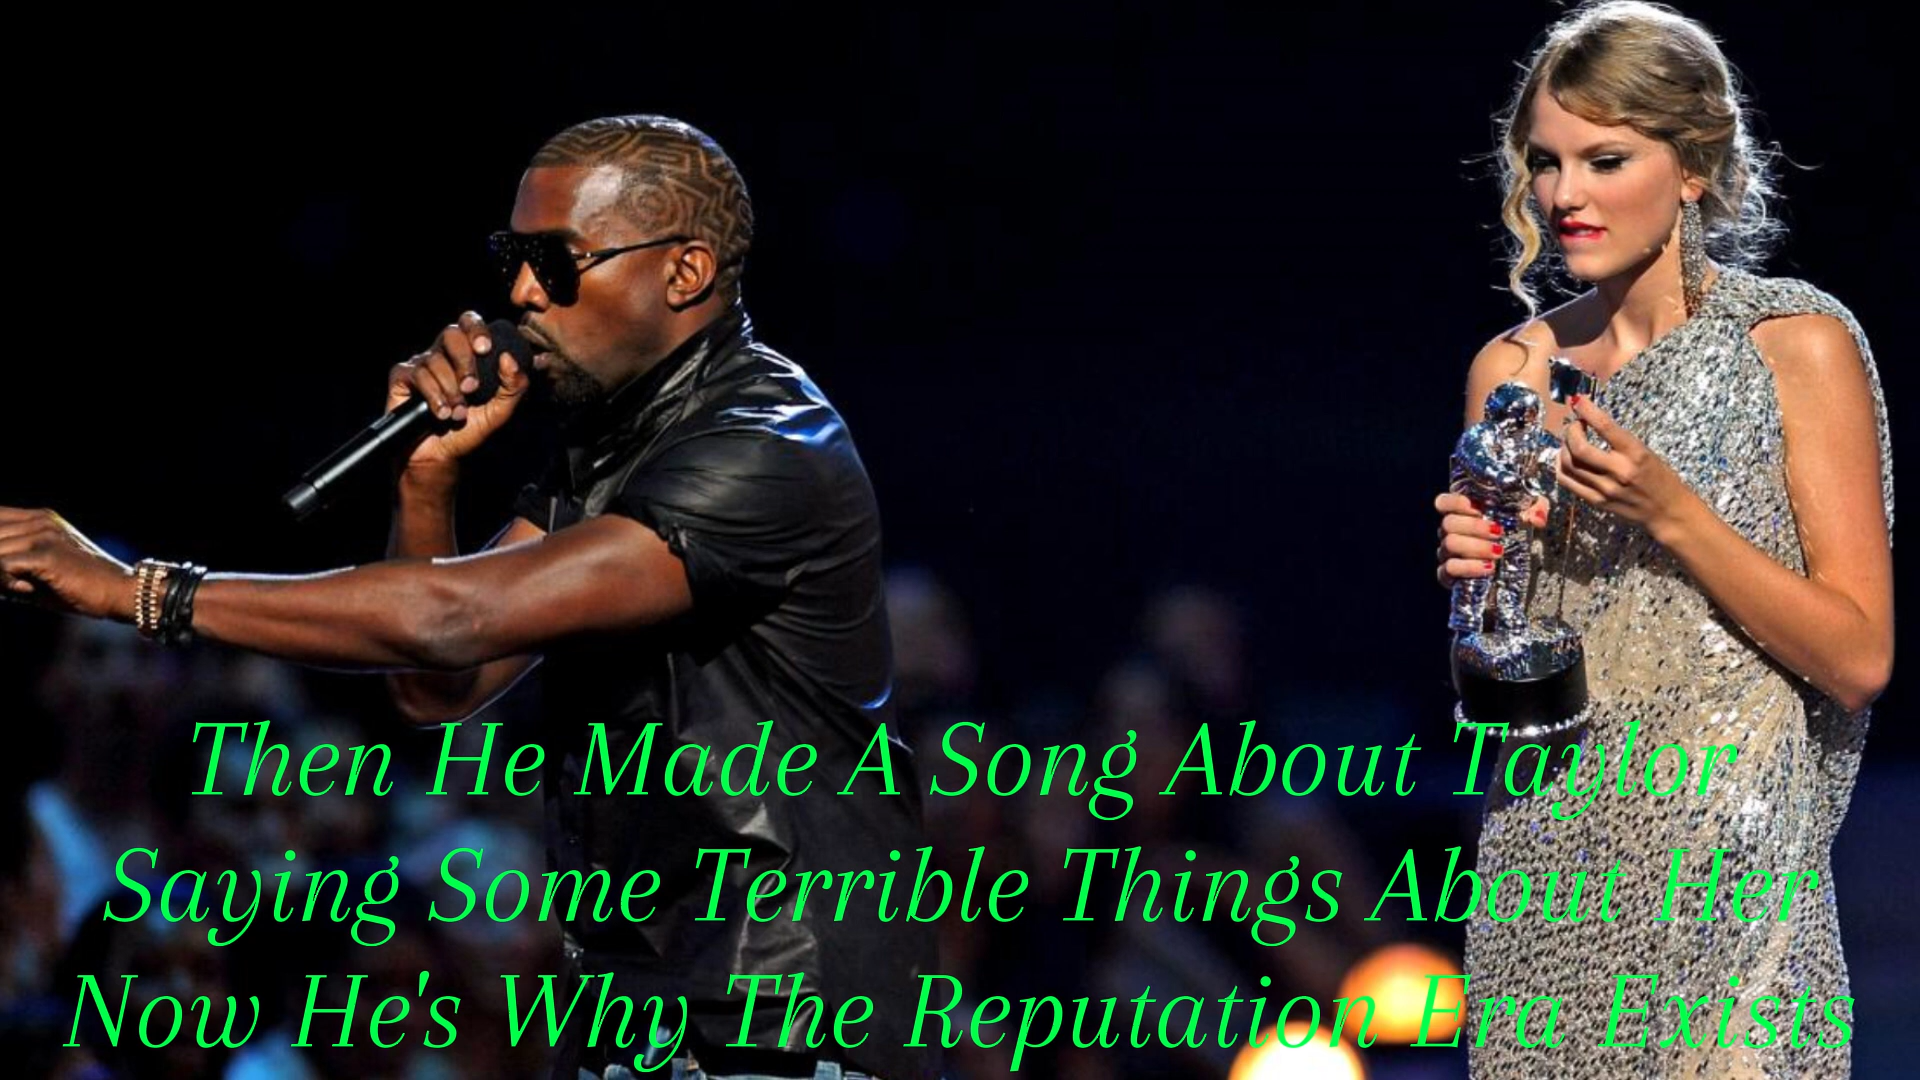 Then He Made A Song About Taylor
Saying Some Terrible Things About Her
Now He's Why The Reputation Era Exists